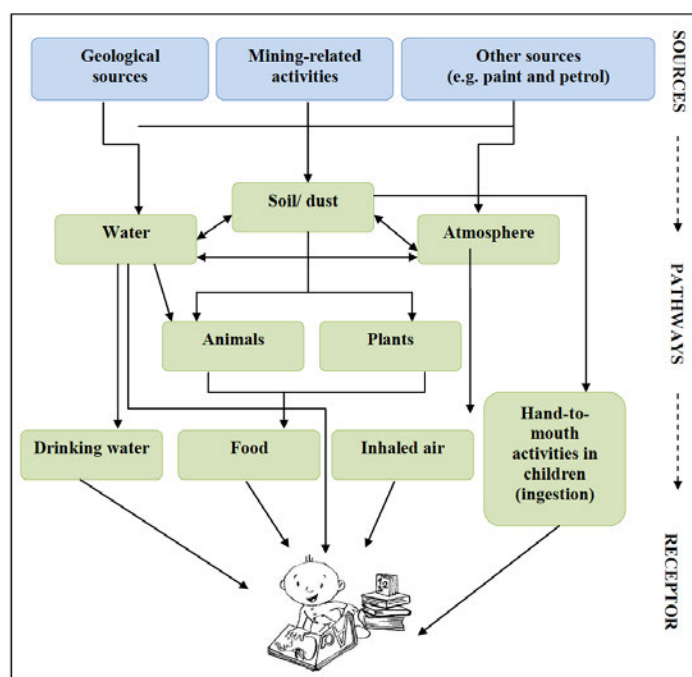 Geological
sources
Mining-related
activities
Other sources
(e.g. paint and petrol)
SOURCES
Soil/ dust
Water
Atmosphere
PATHWAYS
Animals
Plants
Drinking water
Food
Inhaled air
Hand-to-
mouth
activities in
children
(ingestion)
RECEPTOR